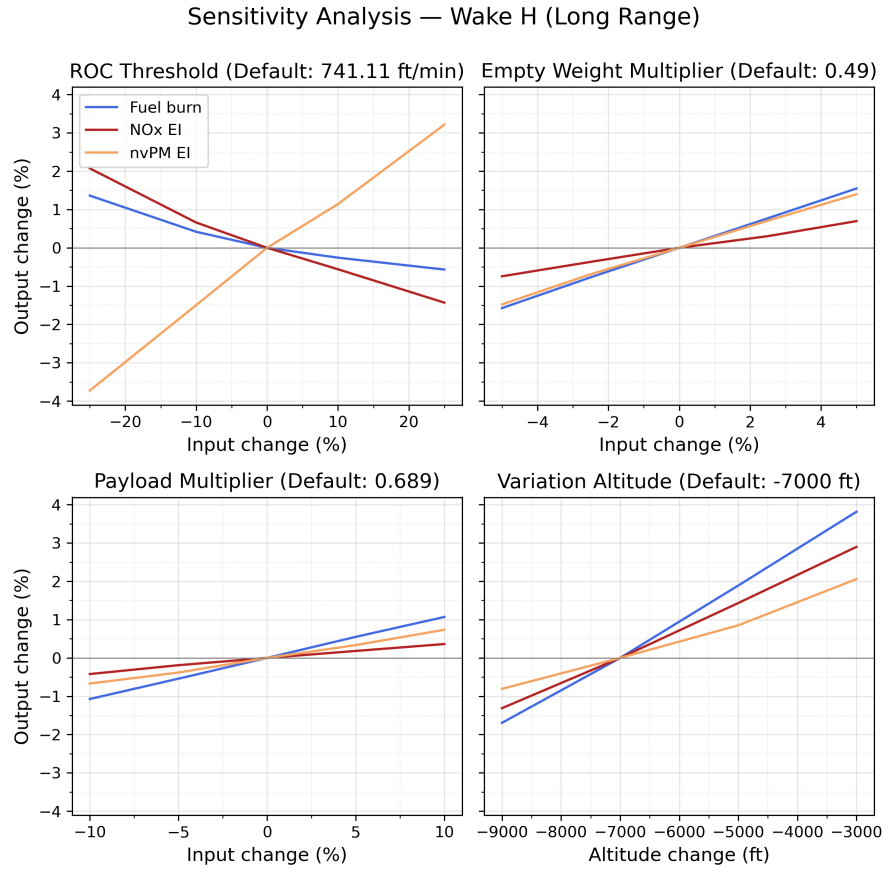 Sensitivity Analysis — Wake H (Long Range)
ROC Threshold (Default: 741.11 ft/min)
Empty Weight Multiplier (Default: 0.49)
Fuel burn
NOx EI
nvPM EI
4
3
2
1
0
−1
−2
−3
−4
Output change (%)
−20 −10 0 10 20
Input change (%)
−4 −2 0 2 4
Input change (%)
Payload Multiplier (Default: 0.689)
Variation Altitude (Default: -7000 ft)
4
3
2
1
0
−1
−2
−3
−4
Output change (%)
−10 −5 0 5 10
Input change (%)
−9000 −8000 −7000 −6000 −5000 −4000 −3000
Altitude change (ft)